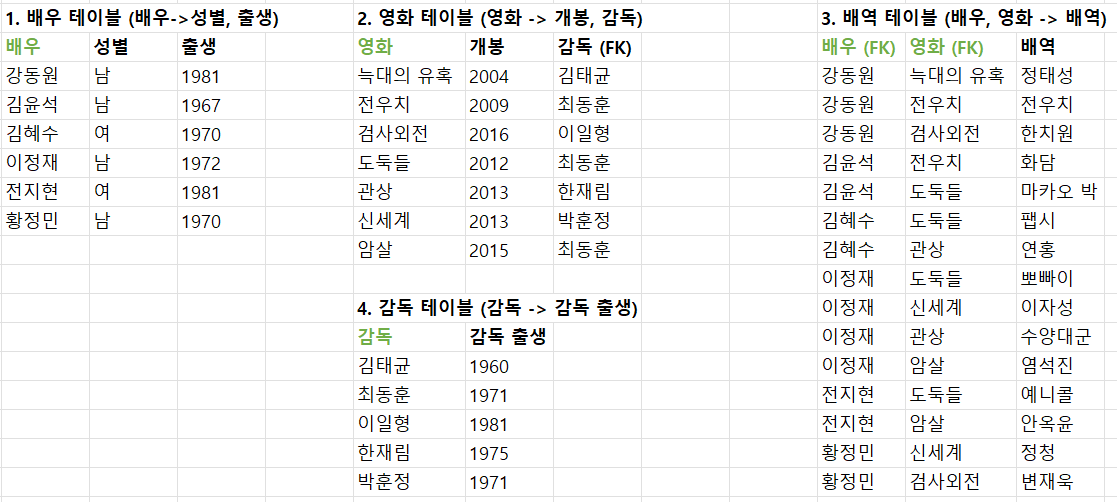 1. 배우 테이블 (배우->성별, 출생)
배우 성별 출생
강동원 남 1981
김윤석 남 1967
김혜수 여 1970
이정재 남 1972
전지현 여 1981
황정민 남 1970
2. 영화 테이블 (영화 -> 개봉, 감독)
영화 개봉 감독 (FK)
늑대의 유혹 2004 김태균
전우치 2009 최동훈
검사외전 2016 이일형
도둑들 2012 최동훈
관상 2013 한재림
신세계 2013 박훈정
암살 2015 최동훈
4. 감독 테이블 (감독 -> 감독 출생)
감독 감독 출생
김태균 1960
최동훈 1971
이일형 1981
한재림 1975
박훈정 1971
3. 배역 테이블 (배우, 영화 -> 배역)
배우 (FK) 영화 (FK) 배역
강동원 늑대의 유혹 정태성
강동원 전우치 전우치
강동원 검사외전 한치원
김윤석 전우치 화담
김윤석 도둑들 마카오 박
김혜수 도둑들 팹시
김혜수 관상 연홍
이정재 도둑들 뽀빠이
이정재 신세계 이자성
이정재 관상 수양대군
이정재 암살 염석진
전지현 도둑들 예니콜
전지현 암살 안옥윤
황정민 신세계 정청
황정민 검사외전 변재욱